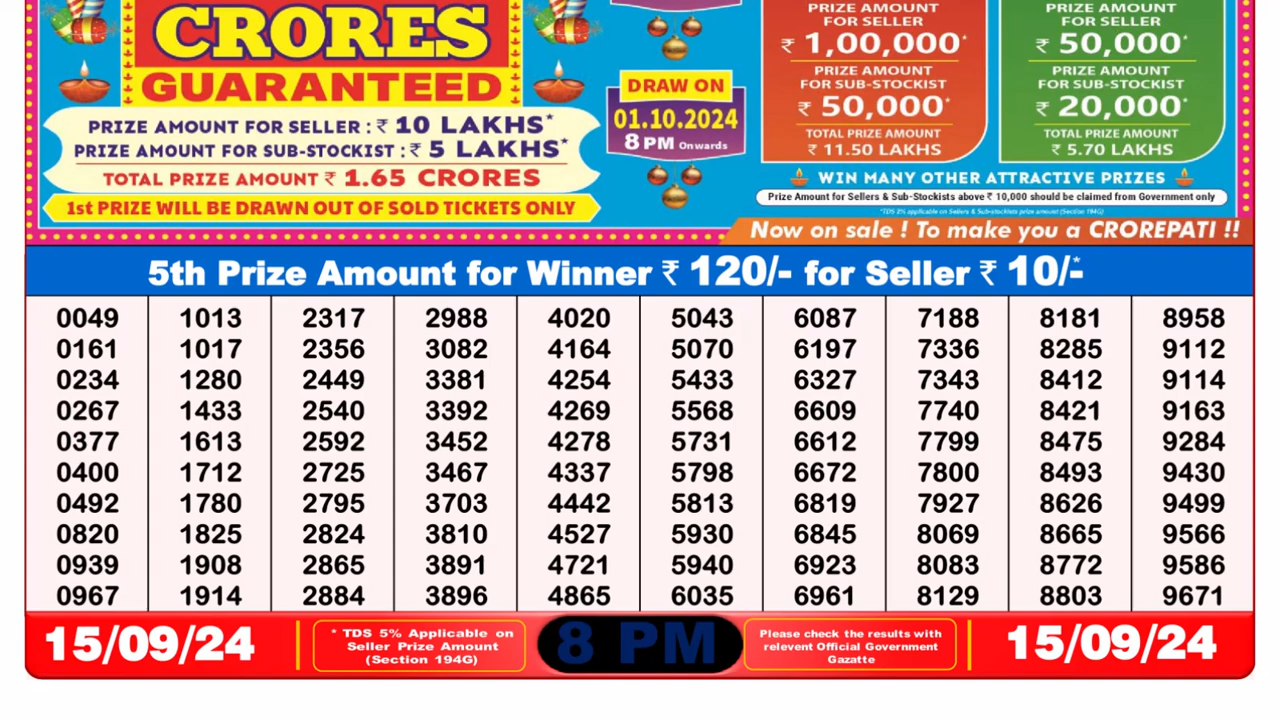 CRORES
GUARANTEED
PRIZE AMOUNT FOR SELLER : ₹ 10 LAKHS*
PRIZE AMOUNT FOR SUB-STOCKIST : ₹ 5 LAKHS*
TOTAL PRIZE AMOUNT ₹ 1.65 CRORES
1st PRIZE WILL BE DRAWN OUT OF SOLD TICKETS ONLY
DRAW ON
01.10.2024
8 PM Onwards
PRIZE AMOUNT
FOR SELLER
₹ 1,00,000*
PRIZE AMOUNT
FOR SUB-STOCKIST
₹ 50,000*
TOTAL PRIZE AMOUNT
₹ 11.50 LAKHS
PRIZE AMOUNT
FOR SELLER
₹ 50,000*
PRIZE AMOUNT
FOR SUB-STOCKIST
₹ 20,000*
TOTAL PRIZE AMOUNT
₹ 5.70 LAKHS
WIN MANY OTHER ATTRACTIVE PRIZES
Prize Amount for Sellers & Sub-Stockists above ₹ 10,000 should be claimed from Government only
*TDS 2% applicable on Sellers & Sub-stockists prize amount (Section 194G)
Now on sale ! To make you a CROREPATI !!
5th Prize Amount for Winner ₹ 120/- for Seller ₹ 10/-*
0049 1013 2317 2988 4020 5043 6087 7188 8181 8958
0161 1017 2356 3082 4164 5070 6197 7336 8285 9112
0234 1280 2449 3381 4254 5433 6327 7343 8412 9114
0267 1433 2540 3392 4269 5568 6609 7740 8421 9163
0377 1613 2592 3452 4278 5731 6612 7799 8475 9284
0400 1712 2725 3467 4337 5798 6672 7800 8493 9430
0492 1780 2795 3703 4442 5813 6819 7927 8626 9499
0820 1825 2824 3810 4527 5930 6845 8069 8665 9566
0939 1908 2865 3891 4721 5940 6923 8083 8772 9586
0967 1914 2884 3896 4865 6035 6961 8129 8803 9671
15/09/24
* TDS 5% Applicable on
Seller Prize Amount
(Section 194G)
8 PM
Please check the results with
relevent Official Government
Gazatte
15/09/24